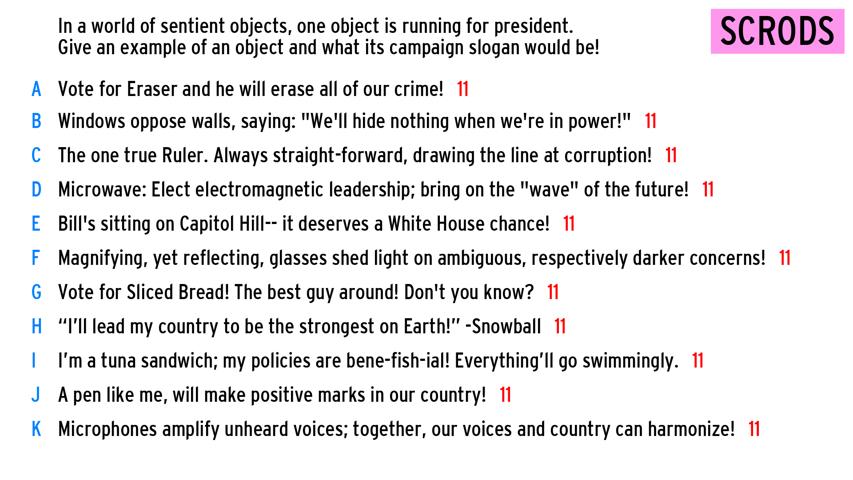 In a world of sentient objects, one object is running for president.
Give an example of an object and what its campaign slogan would be!
SCRODS
A Vote for Eraser and he will erase all of our crime! 11
B Windows oppose walls, saying: "We'll hide nothing when we're in power!" 11
C The one true Ruler. Always straight-forward, drawing the line at corruption! 11
D Microwave: Elect electromagnetic leadership; bring on the "wave" of the future! 11
E Bill's sitting on Capitol Hill-- it deserves a White House chance! 11
F Magnifying, yet reflecting, glasses shed light on ambiguous, respectively darker concerns! 11
G Vote for Sliced Bread! The best guy around! Don't you know? 11
H “I’ll lead my country to be the strongest on Earth!” -Snowball 11
I I’m a tuna sandwich; my policies are bene-fish-ial! Everything’ll go swimmingly. 11
J A pen like me, will make positive marks in our country! 11
K Microphones amplify unheard voices; together, our voices and country can harmonize! 11